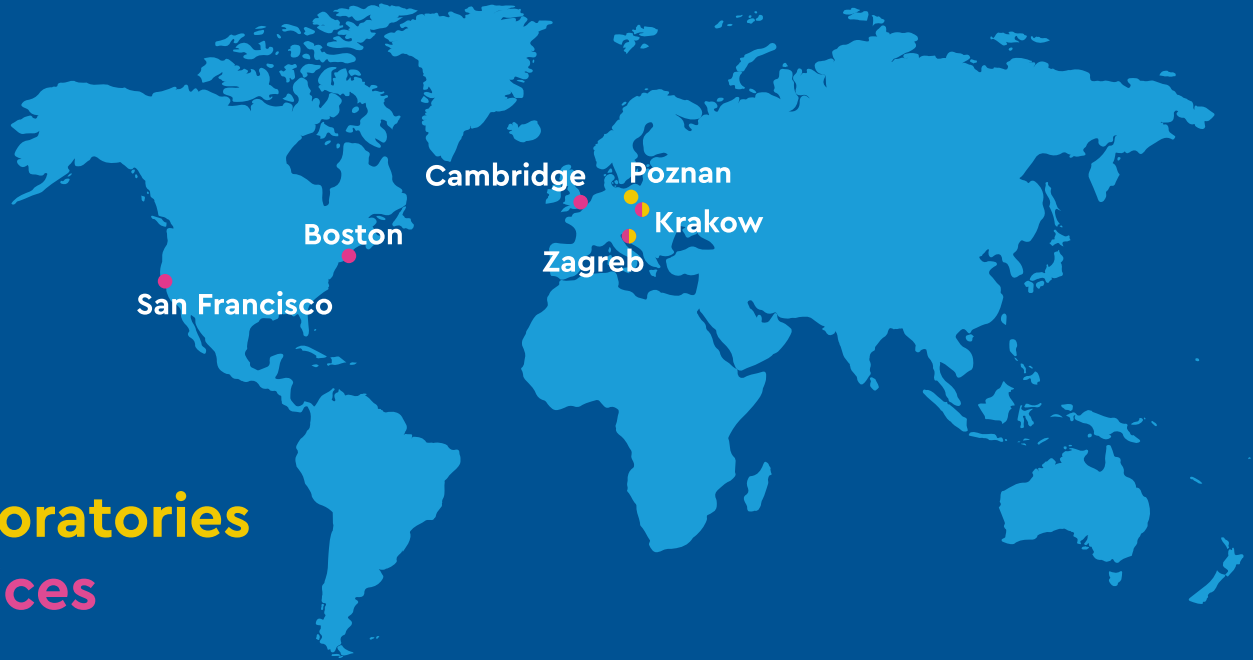 Cambridge
Poznan
Krakow
Boston
Zagreb
San Francisco
oratories
ces